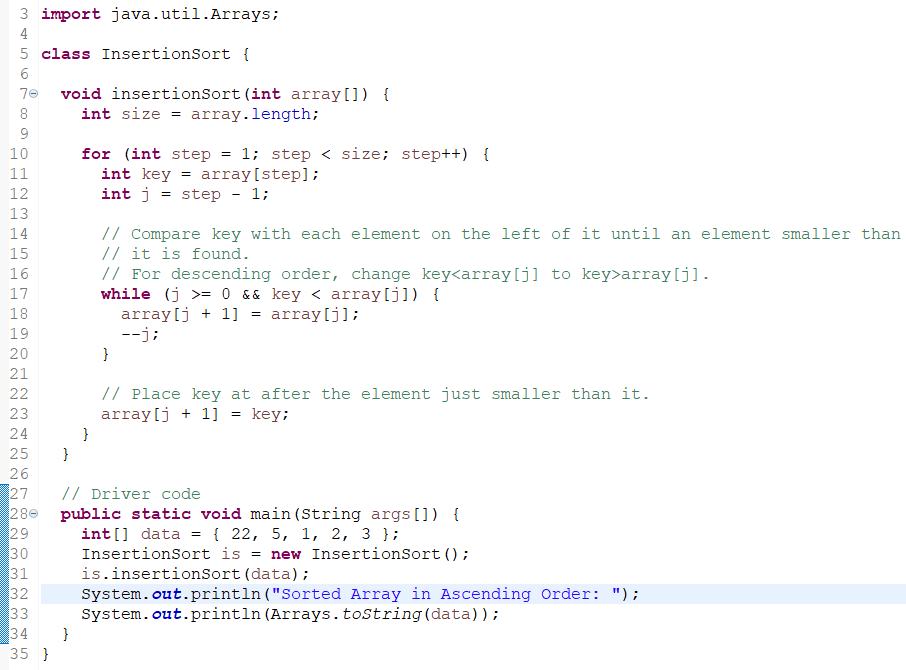 3 import java.util.Arrays;
4
5 class InsertionSort {
6
7 void insertionSort(int array[]) {
8 int size = array.length;
9
10 for (int step = 1; step < size; step++) {
11 int key = array[step];
12 int j = step - 1;
13
14 // Compare key with each element on the left of it until an element smaller than
15 // it is found.
16 // For descending order, change key<array[j] to key>array[j].
17 while (j >= 0 && key < array[j]) {
18 array[j + 1] = array[j];
19 --j;
20 }
21
22 // Place key at after the element just smaller than it.
23 array[j + 1] = key;
24 }
25 }
26
27 // Driver code
28 public static void main(String args[]) {
29 int[] data = { 22, 5, 1, 2, 3 };
30 InsertionSort is = new InsertionSort();
31 is.insertionSort(data);
32 System.out.println("Sorted Array in Ascending Order: ");
33 System.out.println(Arrays.toString(data));
34 }
35 }